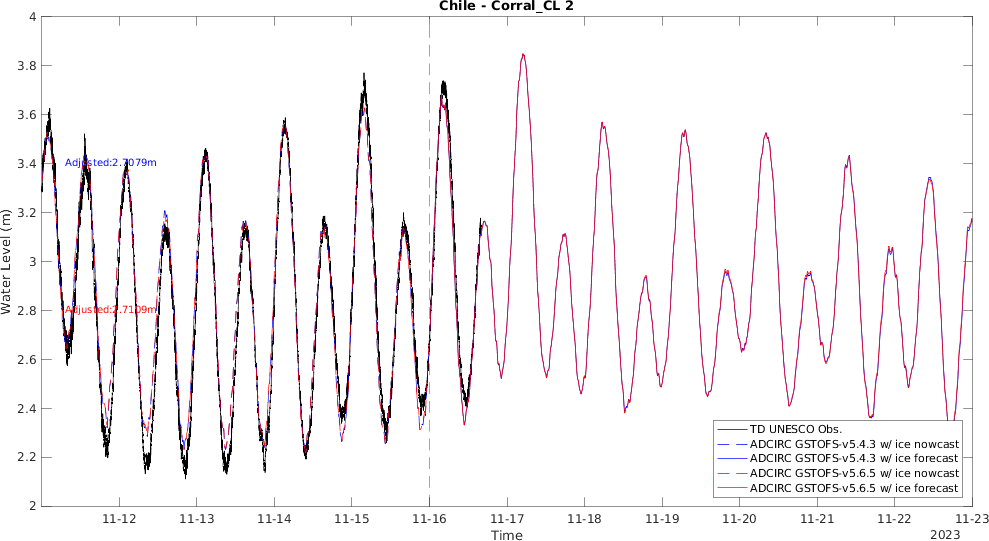 Chile - Corral_CL 2
4
3.8
3.6
3.4
3.2
3
2.8
2.6
2.4
2.2
2
Water Level (m)
Adjusted:2.7079m
Adjusted:2.7109m
TD UNESCO Obs.
ADCIRC GSTOFS-v5.4.3 w/ ice nowcast
ADCIRC GSTOFS-v5.4.3 w/ ice forecast
ADCIRC GSTOFS-v5.6.5 w/ ice nowcast
ADCIRC GSTOFS-v5.6.5 w/ ice forecast
11-12 11-13 11-14 11-15 11-16 11-17 11-18 11-19 11-20 11-21 11-22 11-23
Time
2023